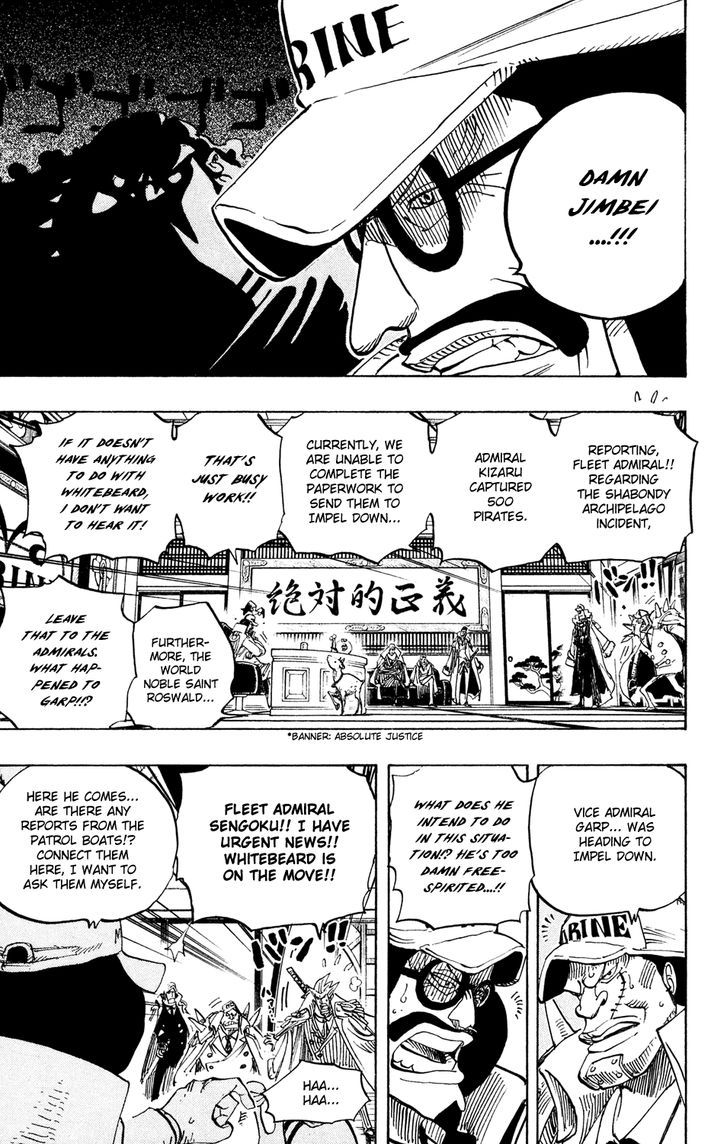 RINE
ゴゴゴゴゴ
DAMN
JIMBEI
....!!!
REPORTING,
FLEET ADMIRAL!!
REGARDING
THE SHABONDY
ARCHIPELAGO
INCIDENT,
ADMIRAL
KIZARU
CAPTURED
500
PIRATES.
CURRENTLY, WE
ARE UNABLE TO
COMPLETE THE
PAPERWORK TO
SEND THEM TO
IMPEL DOWN...
THAT'S
JUST BUSY
WORK!!
IF IT DOESN'T
HAVE ANYTHING
TO DO WITH
WHITEBEARD,
I DON'T WANT
TO HEAR IT!
RINE
絶対的正義
FURTHER-
MORE, THE
WORLD
NOBLE SAINT
ROSWALD...
LEAVE
THAT TO THE
ADMIRALS.
WHAT HAP-
PENED TO
GARP!!?
*BANNER: ABSOLUTE JUSTICE
VICE ADMIRAL
GARP... WAS
HEADING TO
IMPEL DOWN.
RINE
WHAT DOES HE
INTEND TO DO
IN THIS SITUA-
TION!? HE'S TOO
DAMN FREE-
SPIRITED...!!
FLEET ADMIRAL
SENGOKU!! I HAVE
URGENT NEWS!!
WHITEBEARD IS
ON THE MOVE!!
HERE HE COMES...
ARE THERE ANY
REPORTS FROM THE
PATROL BOATS!?
CONNECT THEM
HERE, I WANT TO
ASK THEM MYSELF.
HAA...
HAA...